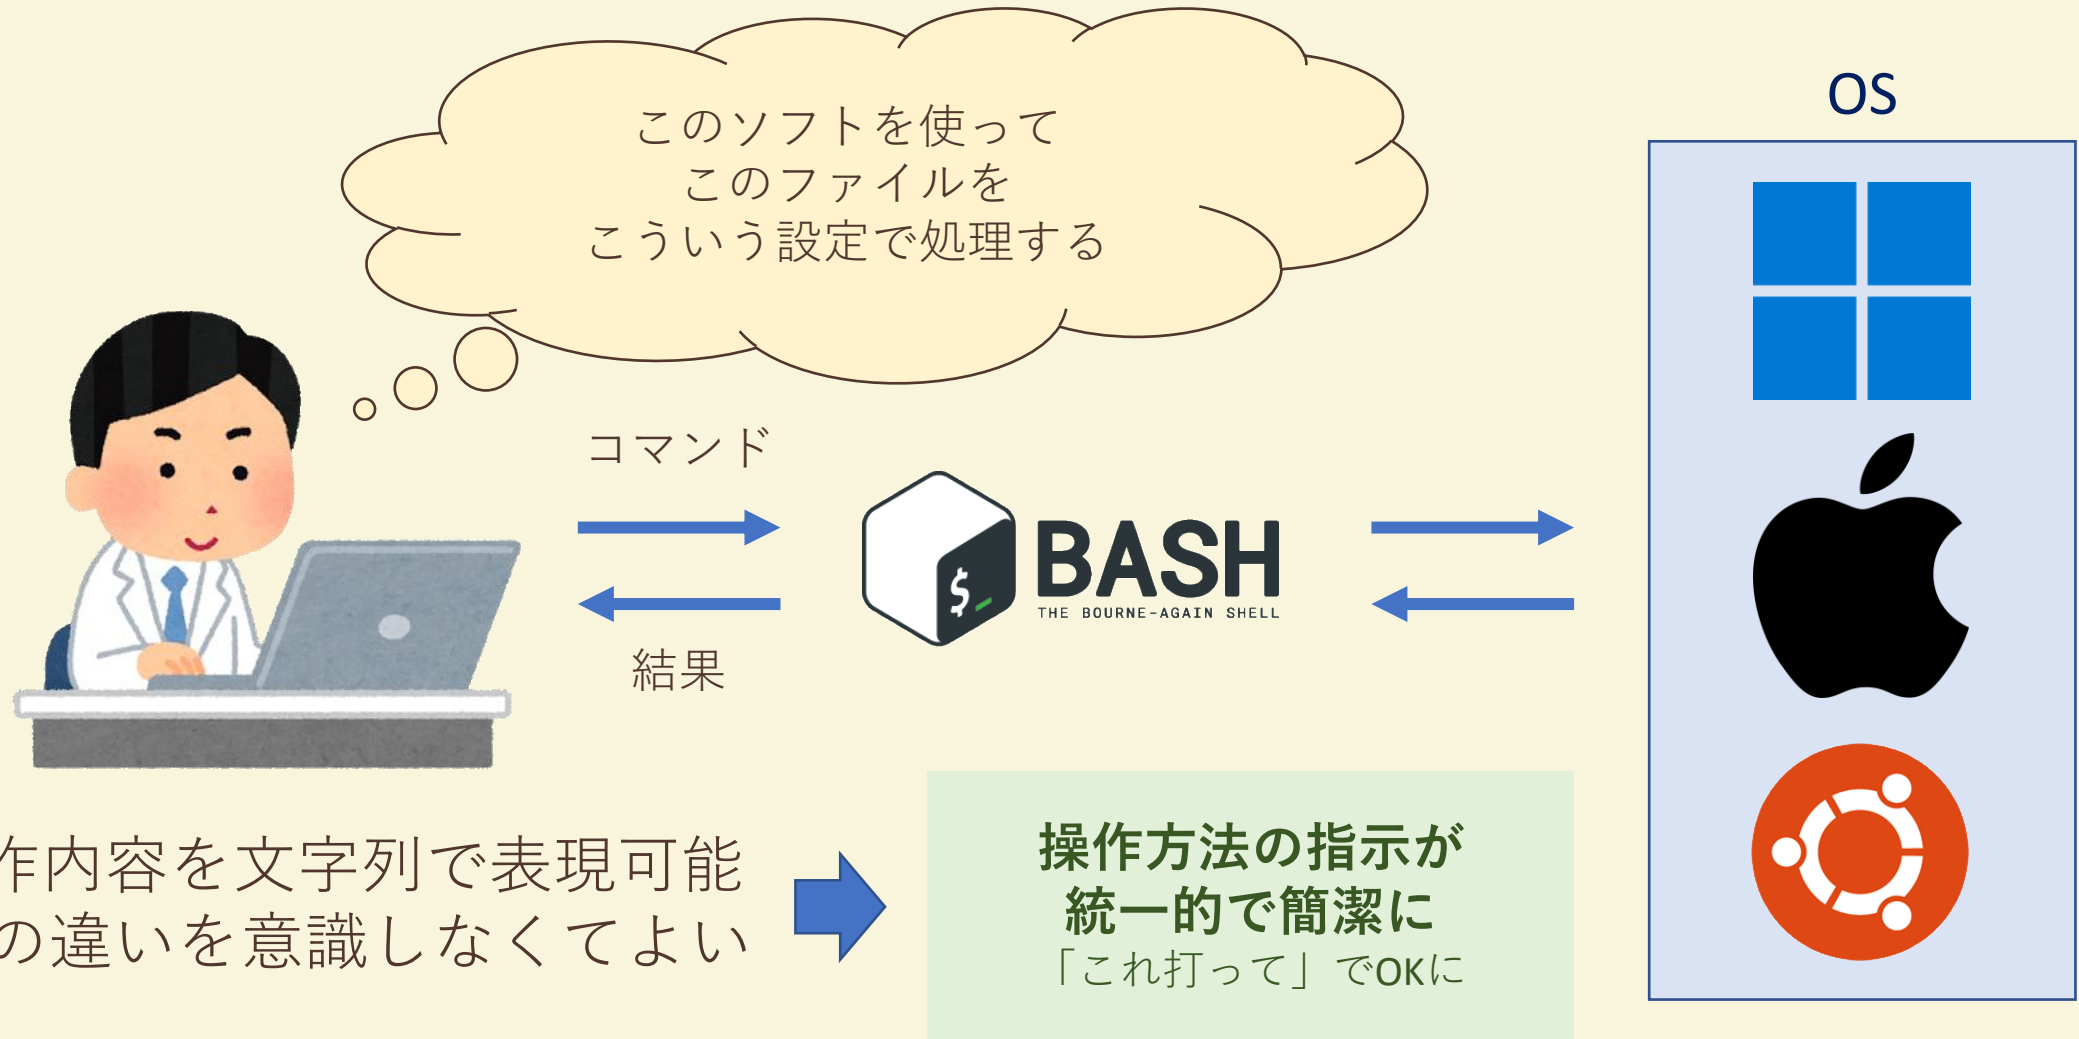 このソフトを使って
このファイルを
こういう設定で処理する
OS
コマンド
BASH
THE BOURNE-AGAIN SHELL
$_
結果
作内容を文字列で表現可能
の違いを意識しなくてよい
操作方法の指示が
統一的で簡潔に
「これ打って」でOKに